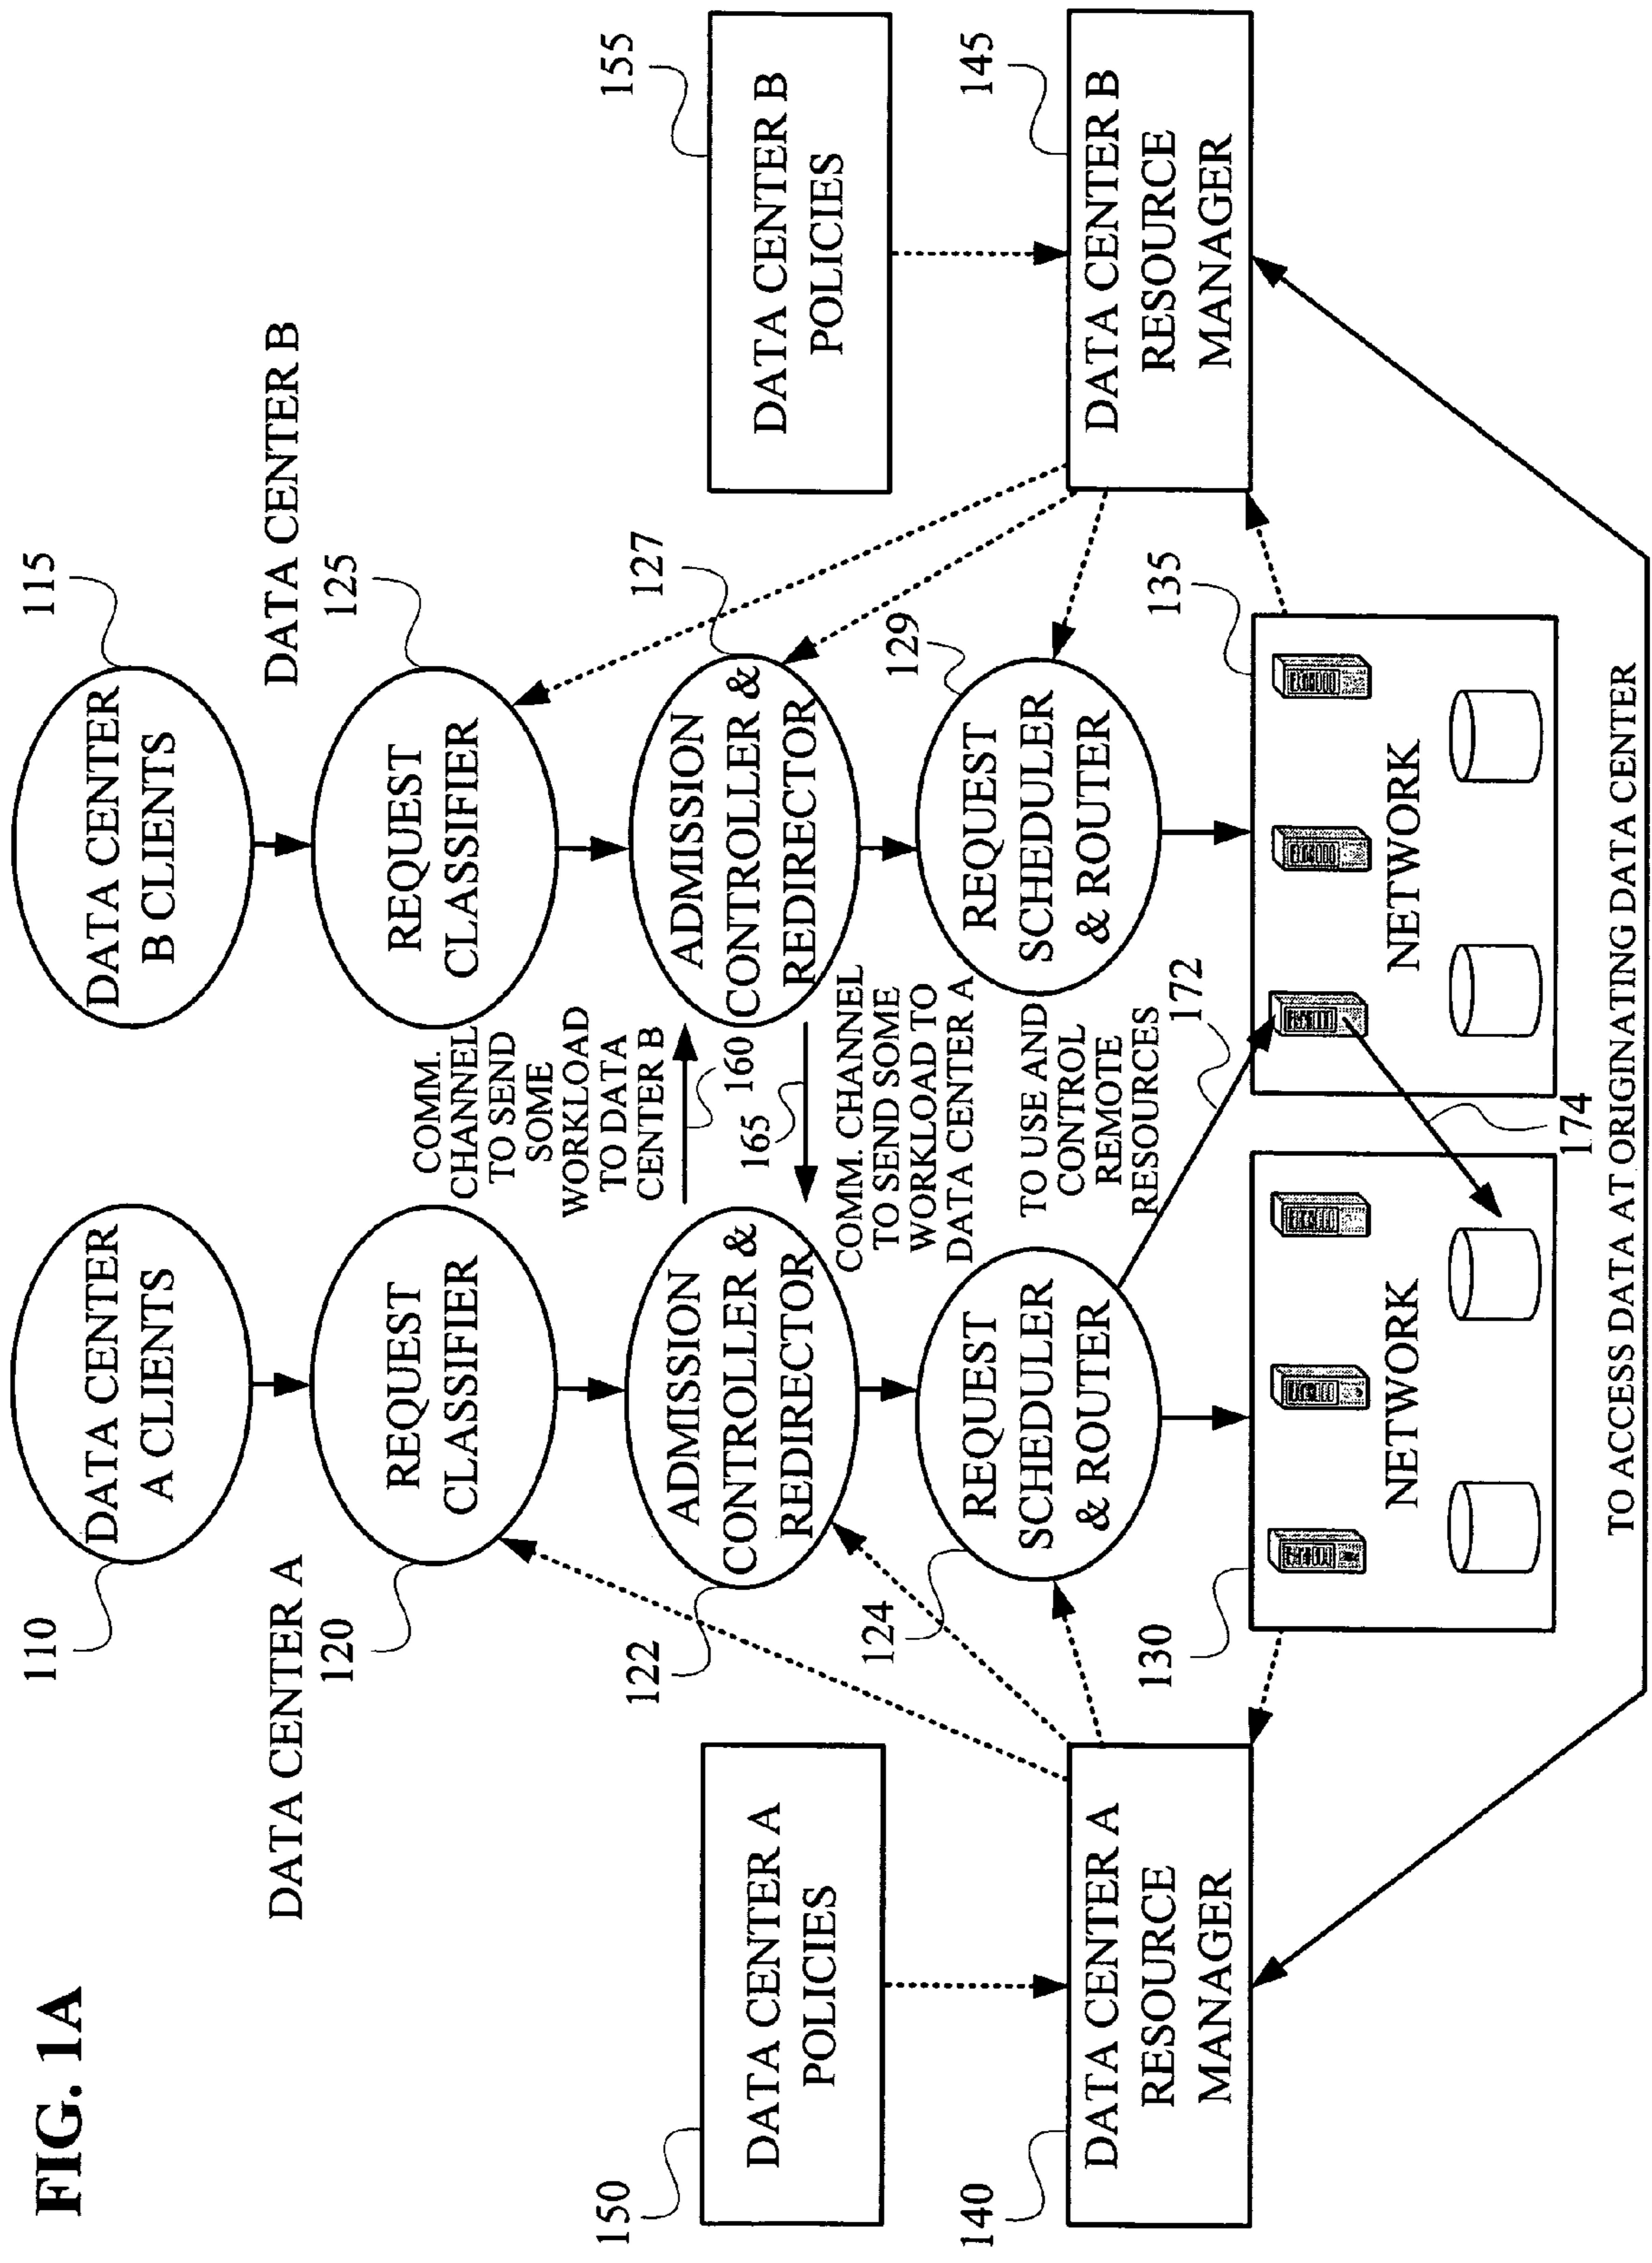 FIG. 1A
DATA CENTER A
DATA CENTER B
110
DATA CENTER
A CLIENTS
115
DATA CENTER
B CLIENTS
120
REQUEST
CLASSIFIER
125
REQUEST
CLASSIFIER
COMM.
CHANNEL
TO SEND
SOME
WORKLOAD
TO DATA
CENTER B
150
DATA CENTER A
POLICIES
122
ADMISSION
CONTROLLER &
REDIRECTOR
160
165
127
ADMISSION
CONTROLLER &
REDIRECTOR
155
DATA CENTER B
POLICIES
COMM. CHANNEL
TO SEND SOME
WORKLOAD TO
DATA CENTER A
140
DATA CENTER A
RESOURCE
MANAGER
124
REQUEST
SCHEDULER
& ROUTER
TO USE AND
CONTROL
REMOTE
RESOURCES
172
129
REQUEST
SCHEDULER
& ROUTER
145
DATA CENTER B
RESOURCE
MANAGER
130
NETWORK
135
NETWORK
174
TO ACCESS DATA AT ORIGINATING DATA CENTER